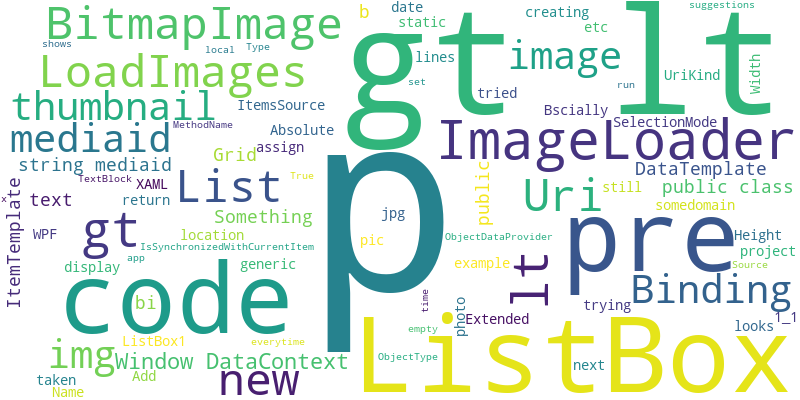 BitmapImage
b
date
static
creating
etc
suggestions
shows
local
Type
LoadImages
gt
lt
lines
image
UriKind
Width
set
tried
run
thumbnail
ItemsSource
MethodName
Absolute
assign
Bscially
SelectionMode
mediaid
ImageLoader
string mediaid
Grid
DataTemplate
TextBlock
XAML
True
p
List
Uri
public
still
public class
x
text
return
Something
jpg
somedomain
ItemTemplate
WPF
gt
location
pic
ObjectDataProvider
pre
Height
IsSynchronizedWithCurrentItem
project
display
app
generic
example
lt
Source
code
bi
time
photo
Extended
trying
Binding
1_1
ListBox
looks
img
ListBox1
everytime
empty
Window DataContext
ObjectType
next
taken
Add
new
Name